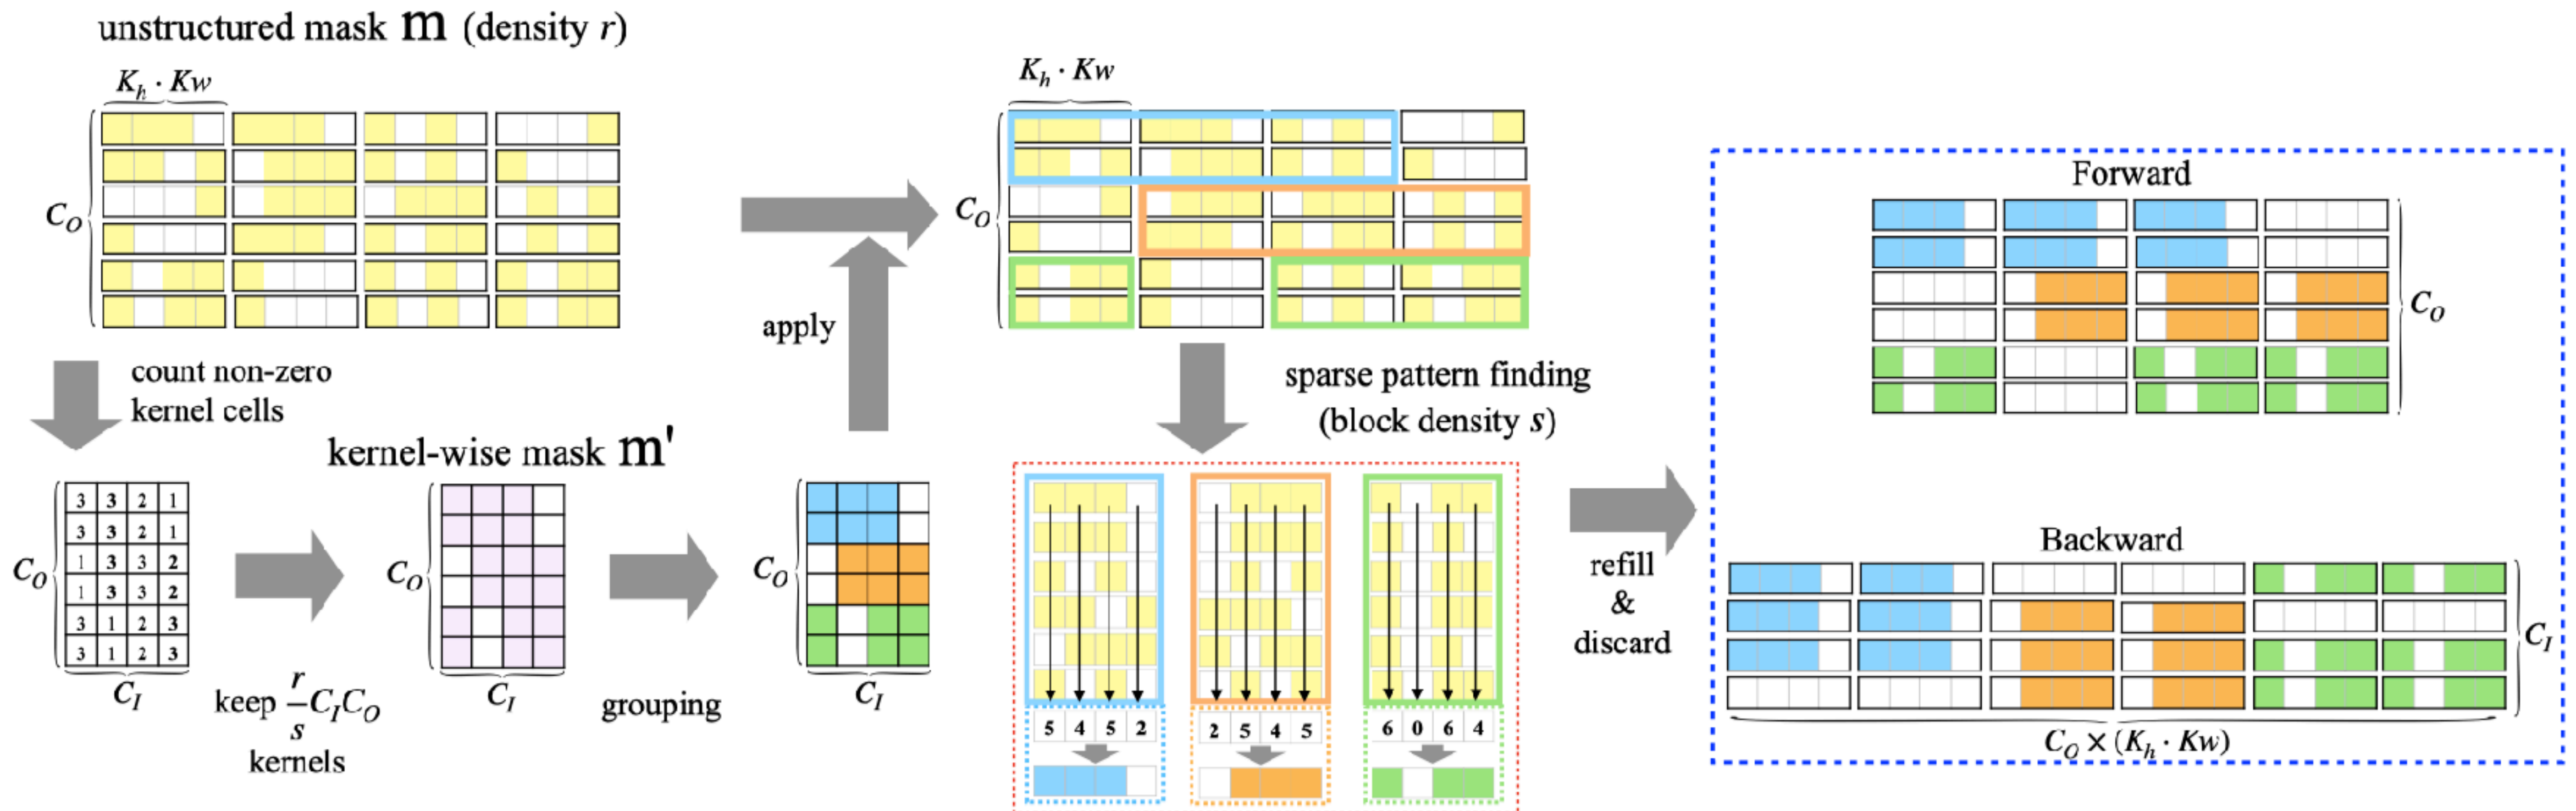 unstructured mask m (density r)
K_h · Kw
C_O
count non-zero
kernel cells
C_O
3 3 2 1
3 3 2 1
1 3 3 2
1 3 3 2
3 1 2 3
3 1 2 3
C_I
keep r/s C_I C_O
kernels
kernel-wise mask m'
C_O
C_I
grouping
C_O
C_I
apply
K_h · Kw
C_O
sparse pattern finding
(block density s)
5 4 5 2
2 5 4 5
6 0 6 4
refill
&
discard
Forward
C_O
Backward
C_I
C_O × (K_h · Kw)